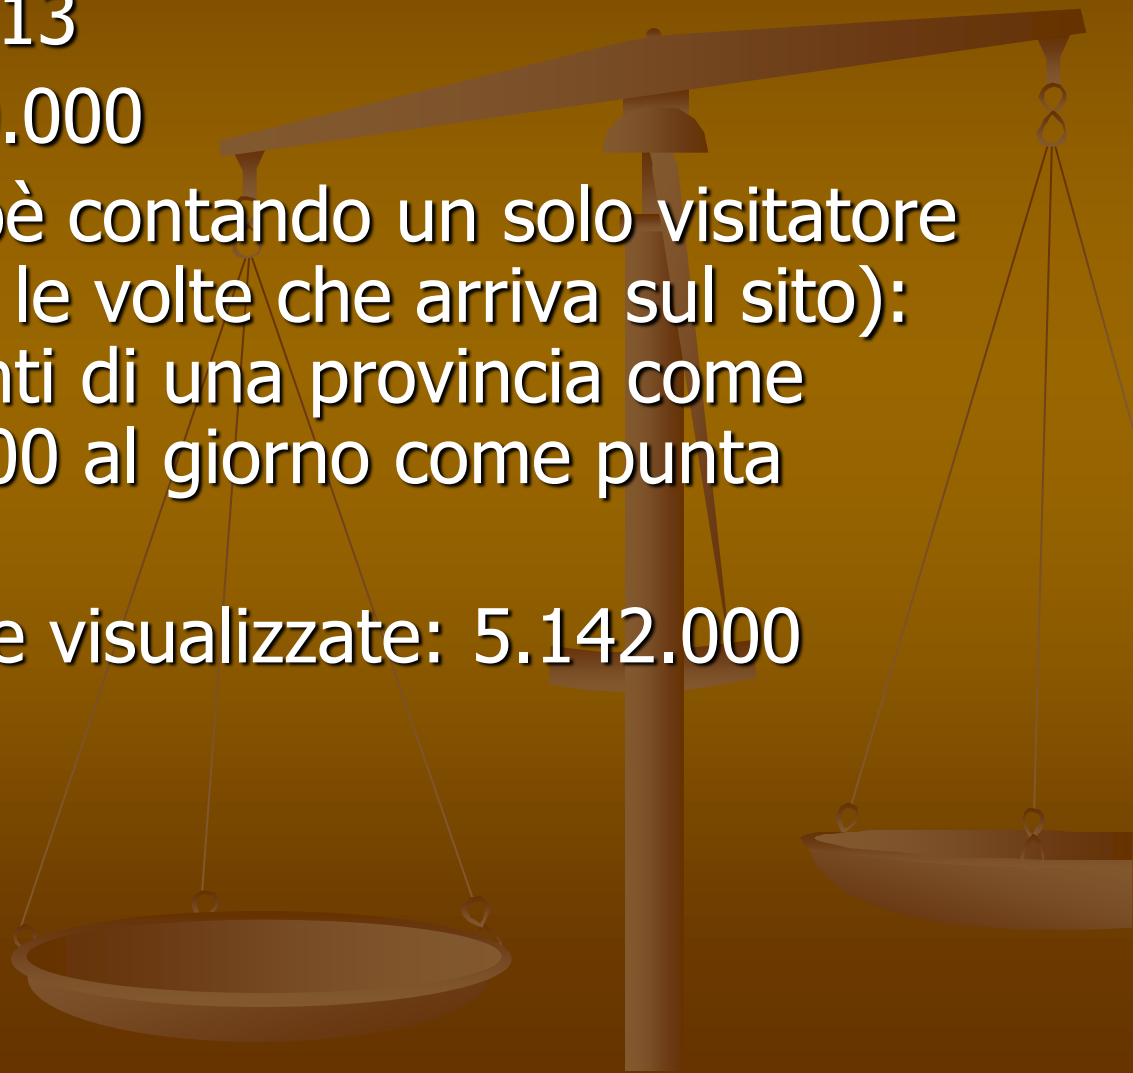 13
.000
è contando un solo visitatore
le volte che arriva sul sito):
nti di una provincia come
00 al giorno come punta
e visualizzate: 5.142.000